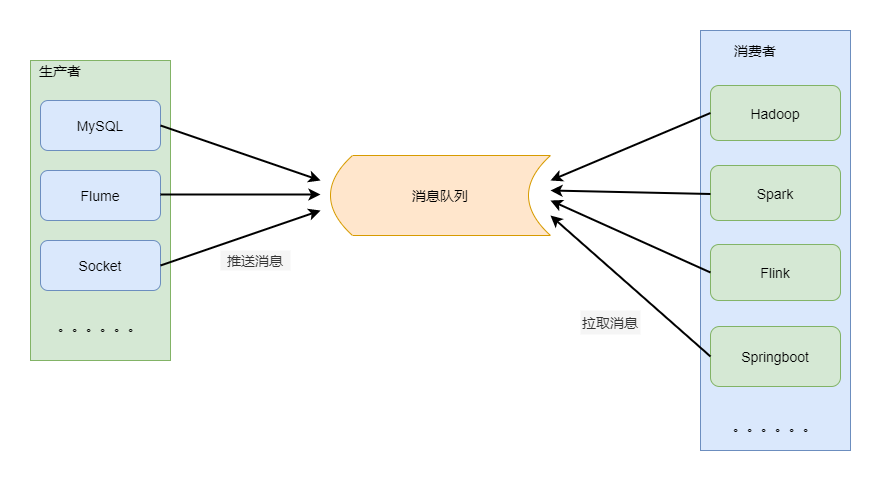 生产者
MySQL
Flume
Socket
。。。。。。
推送消息
消息队列
拉取消息
消费者
Hadoop
Spark
Flink
Springboot
。。。。。。